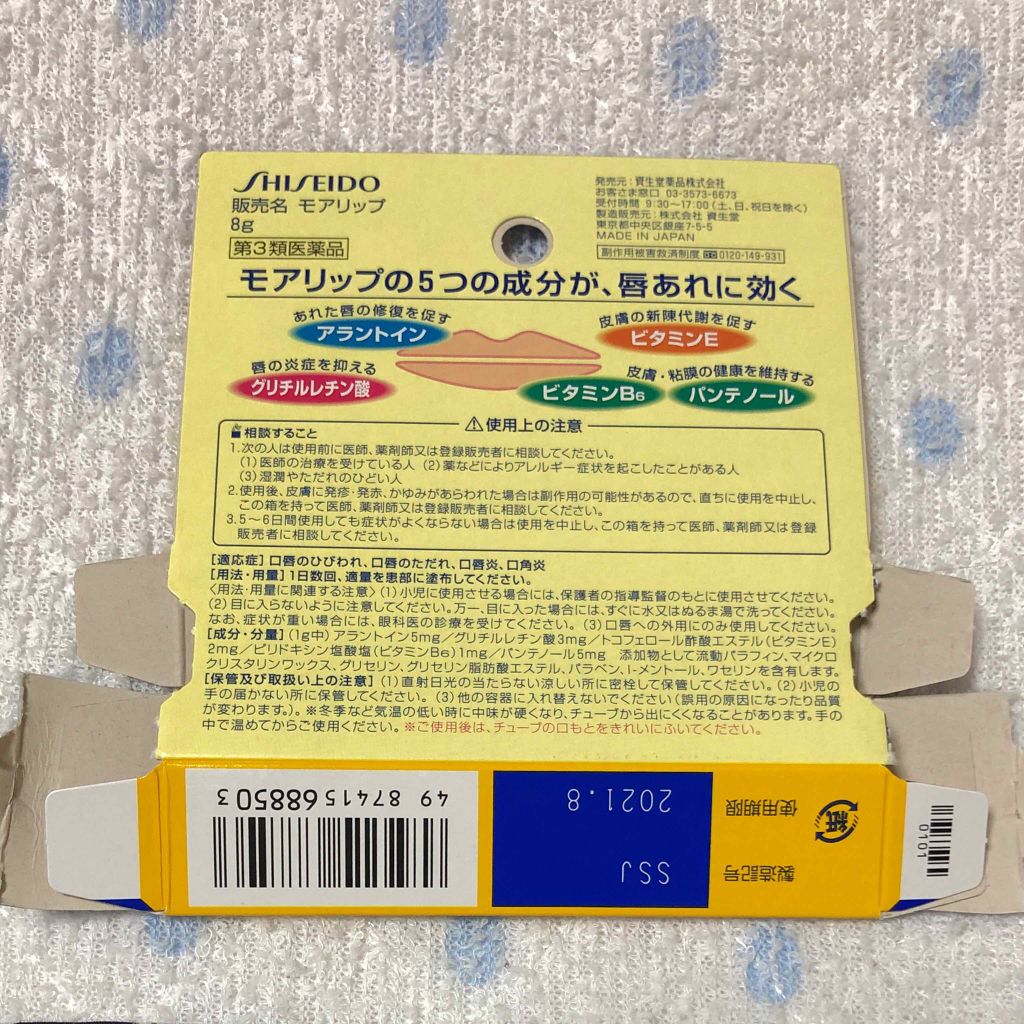 SHISEIDO
販売名 モアリップ
8g
第3類医薬品
発売元:資生堂薬品株式会社
お客さま窓口 03-3573-6673
受付時間 9:30~17:00(土、日、祝日を除く)
製造販売元:株式会社 資生堂
東京都中央区銀座7-5-5
MADE IN JAPAN
副作用被害救済制度 0120-149-931
モアリップの5つの成分が、唇あれに効く
あれた唇の修復を促す
アラントイン
皮膚の新陳代謝を促す
ビタミンE
唇の炎症を抑える
グリチルレチン酸
皮膚・粘膜の健康を維持する
ビタミンB6
パンテノール
⚠使用上の注意
相談すること
1.次の人は使用前に医師、薬剤師又は登録販売者に相談してください。
(1)医師の治療を受けている人 (2)薬などによりアレルギー症状を起こしたことがある人
(3)湿潤やただれのひどい人
2.使用後、皮膚に発疹・発赤、かゆみがあらわれた場合は副作用の可能性があるので、直ちに使用を中止し、
この箱を持って医師、薬剤師又は登録販売者に相談してください。
3.5~6日間使用しても症状がよくならない場合は使用を中止し、この箱を持って医師、薬剤師又は登録
販売者に相談してください。
[適応症]口唇のひびわれ、口唇のただれ、口唇炎、口角炎
[用法・用量]1日数回、適量を患部に塗布してください。
〈用法・用量に関連する注意〉(1)小児に使用させる場合には、保護者の指導監督のもとに使用させてください。
(2)目に入らないように注意してください。万一、目に入った場合には、すぐに水又はぬるま湯で洗ってください。
なお、症状が重い場合には、眼科医の診療を受けてください。(3)口唇への外用にのみ使用してください。
[成分・分量](1g中)アラントイン5mg/グリチルレチン酸3mg/トコフェロール酢酸エステル(ビタミンE)
2mg/ピリドキシン塩酸塩(ビタミンB6)1mg/パンテノール5mg 添加物として流動パラフィン、マイクロ
クリスタリンワックス、グリセリン、グリセリン脂肪酸エステル、パラベン、l-メントール、ワセリンを含有します。
[保管及び取扱い上の注意](1)直射日光の当たらない涼しい所に密栓して保管してください。(2)小児の
手の届かない所に保管してください。(3)他の容器に入れ替えないでください(誤用の原因になったり品質
が変わります。)。※冬季など気温の低い時に中味が硬くなり、チューブから出にくくなることがあります。手の
中で温めてからご使用ください。※ご使用後は、チューブの口もとをきれいにふいてください。
4987415688503
使用期限
2021.8
製造記号
SSJ
紙
0101